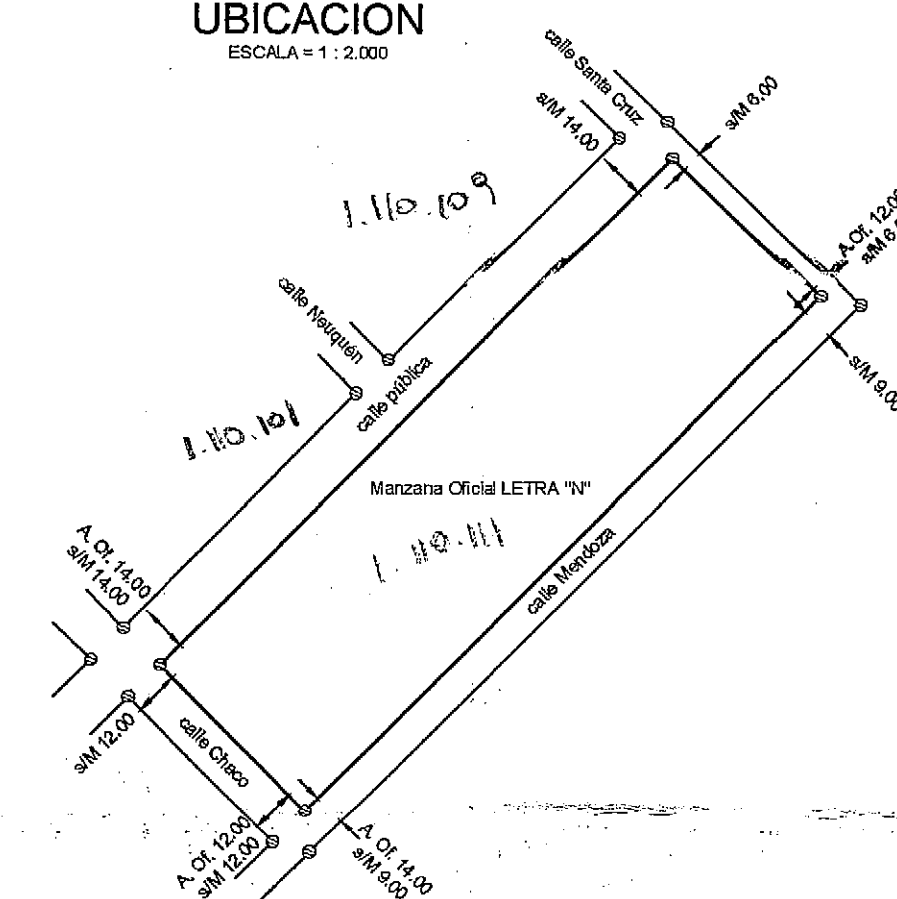 UBICACION
ESCALA = 1 : 2.000
calle Santa Cruz
s/M 6.00
s/M 14.00
1.110.109
A. Of. 12.00
calle Neuquén
calle pública
s/M 9.00
1.110.101
Manzana Oficial LETRA "N"
1.110.111
calle Mendoza
A. Of. 14.00
s/M 14.00
s/M 12.00
calle Chaco
A. Of. 12.00
s/M 12.00
A. Of. 14.00
s/M 9.00